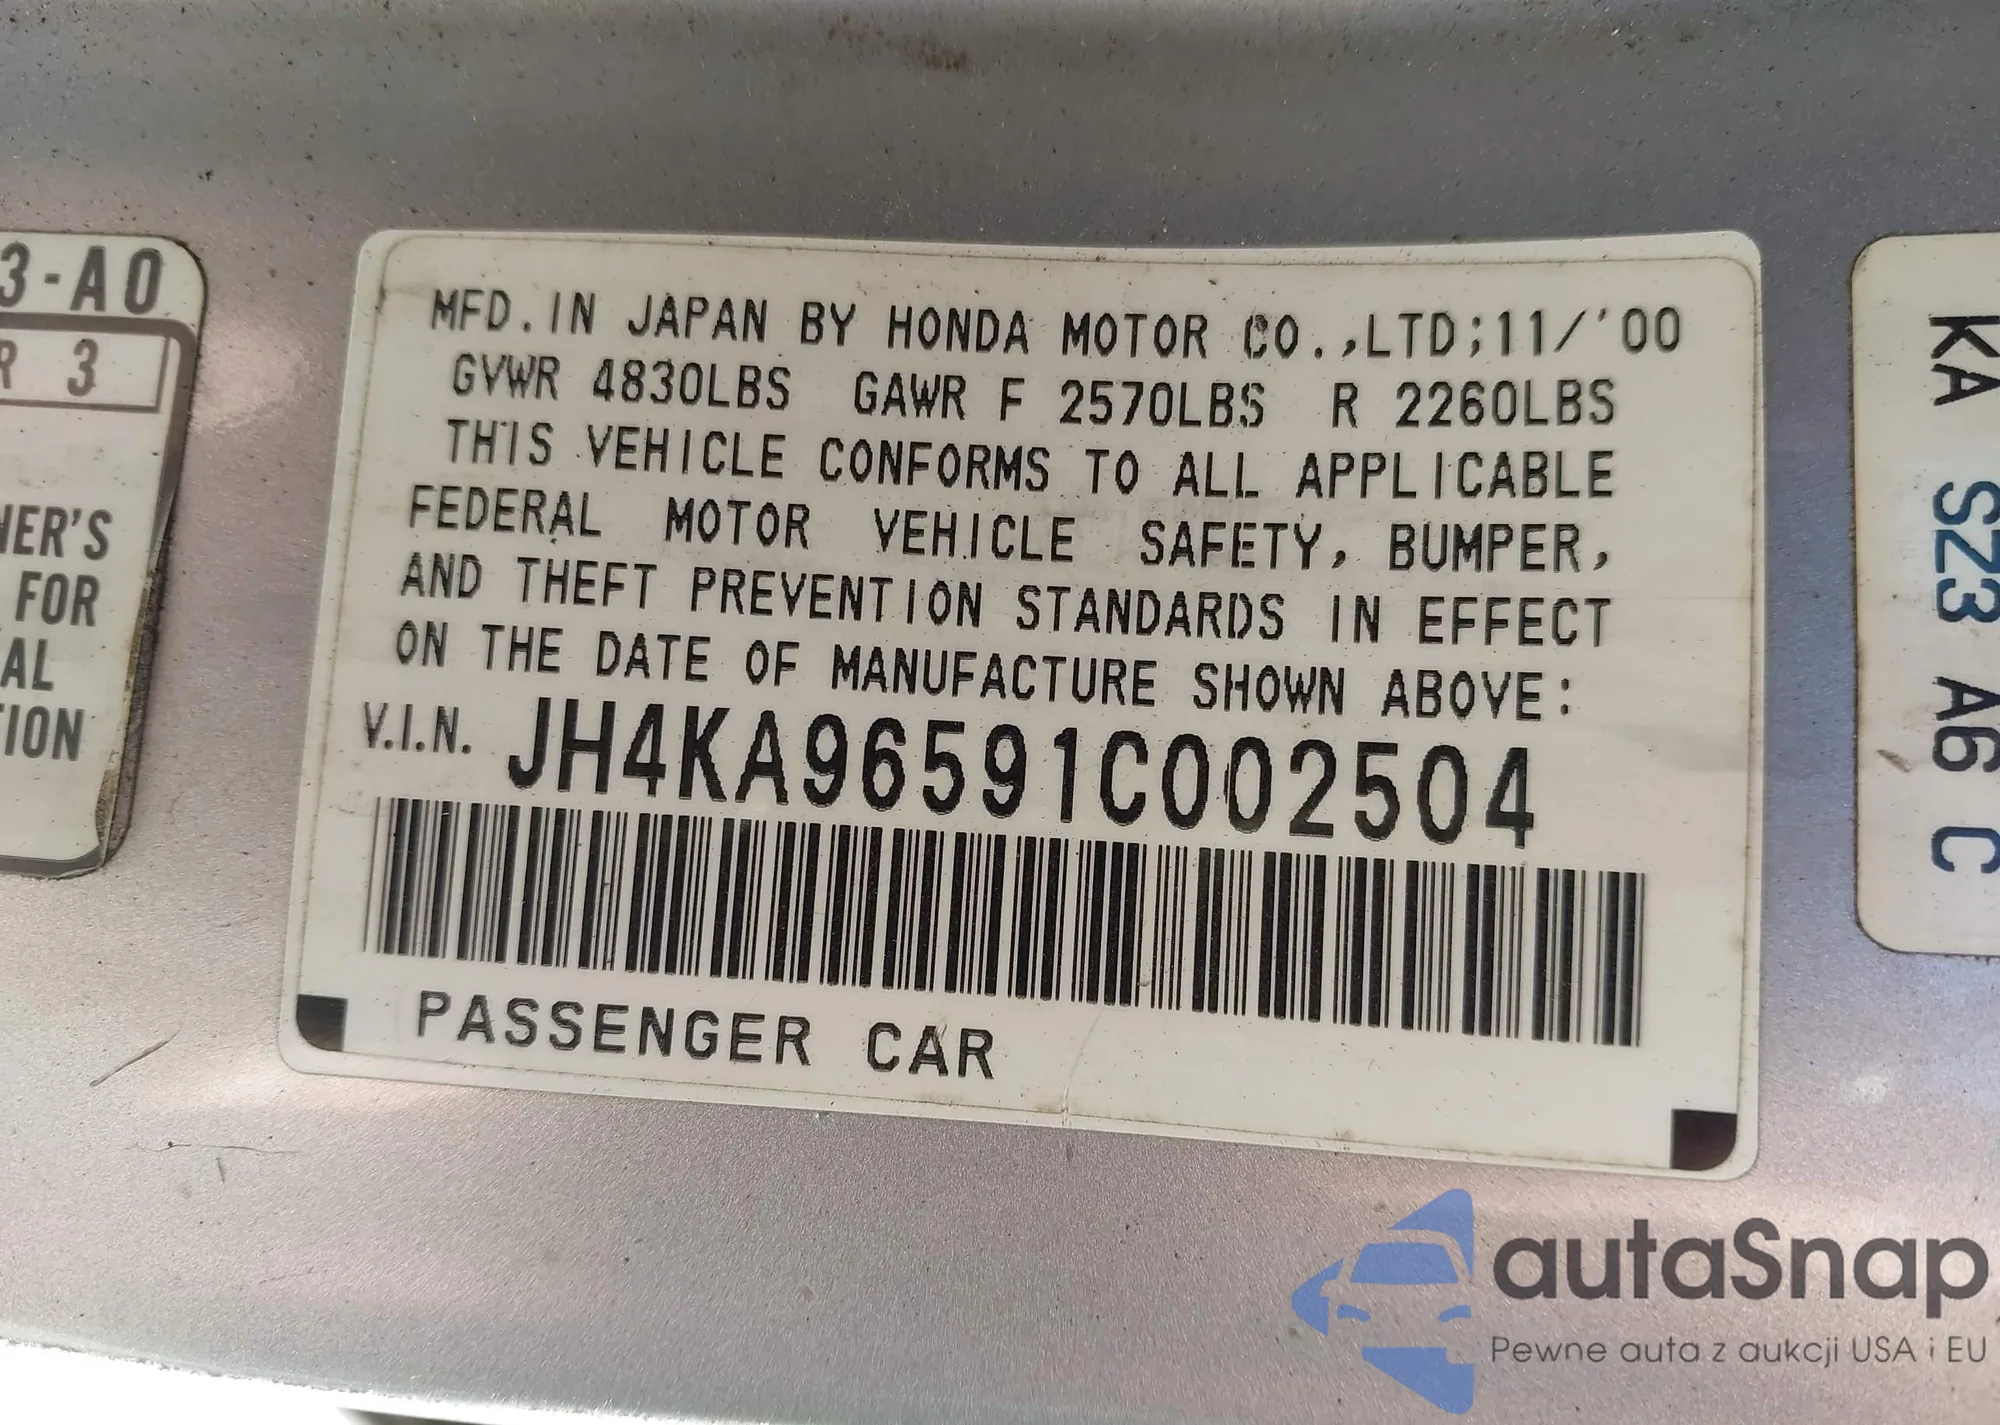 3-A0
R 3
NER'S
FOR
AL
TION
MFD. IN JAPAN BY HONDA MOTOR CO.,LTD;11/'00
GVWR 4830LBS GAWR F 2570LBS R 2260LBS
THIS VEHICLE CONFORMS TO ALL APPLICABLE
FEDERAL MOTOR VEHICLE SAFETY, BUMPER,
AND THEFT PREVENTION STANDARDS IN EFFECT
ON THE DATE OF MANUFACTURE SHOWN ABOVE:
V.I.N. JH4KA96591C002504
PASSENGER CAR
KA SZ3 A6 C
autaSnap
Pewne auta z aukcji USA i EU